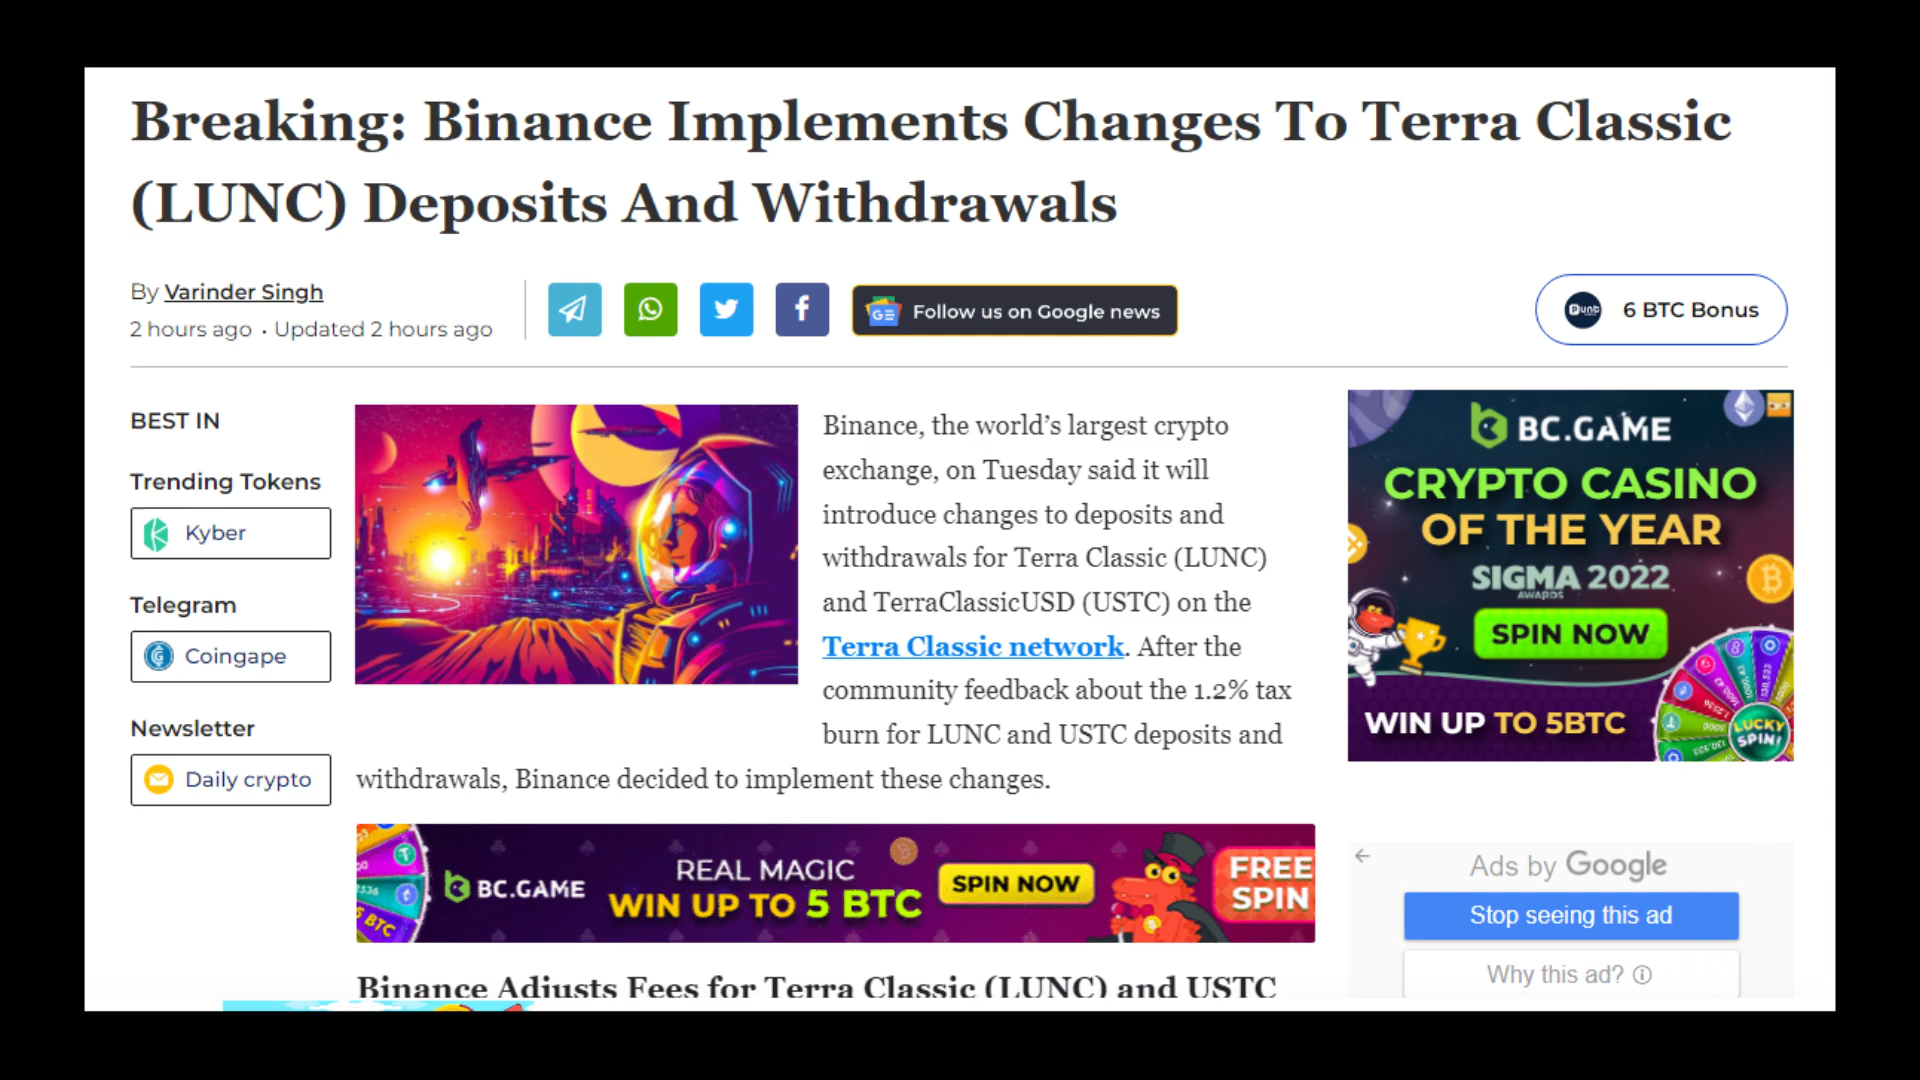 Breaking: Binance Implements Changes To Terra Classic
(LUNC) Deposits And Withdrawals
By Varinder Singh
2 hours ago • Updated 2 hours ago
Follow us on Google news
Punt
6 BTC Bonus
BEST IN
Trending Tokens
Kyber
Telegram
Coingape
Newsletter
Daily crypto
Binance, the world’s largest crypto
exchange, on Tuesday said it will
introduce changes to deposits and
withdrawals for Terra Classic (LUNC)
and TerraClassicUSD (USTC) on the
Terra Classic network. After the
community feedback about the 1.2% tax
burn for LUNC and USTC deposits and
withdrawals, Binance decided to implement these changes.
BC.GAME
CRYPTO CASINO
OF THE YEAR
SIGMA 2022
AWARDS
SPIN NOW
WIN UP TO 5BTC
LUCKY
SPIN!
BC.GAME
REAL MAGIC
WIN UP TO 5 BTC
SPIN NOW
FREE
SPIN
5 BTC
Ads by Google
Stop seeing this ad
Why this ad?
Binance Adjusts Fees for Terra Classic (LUNC) and USTC